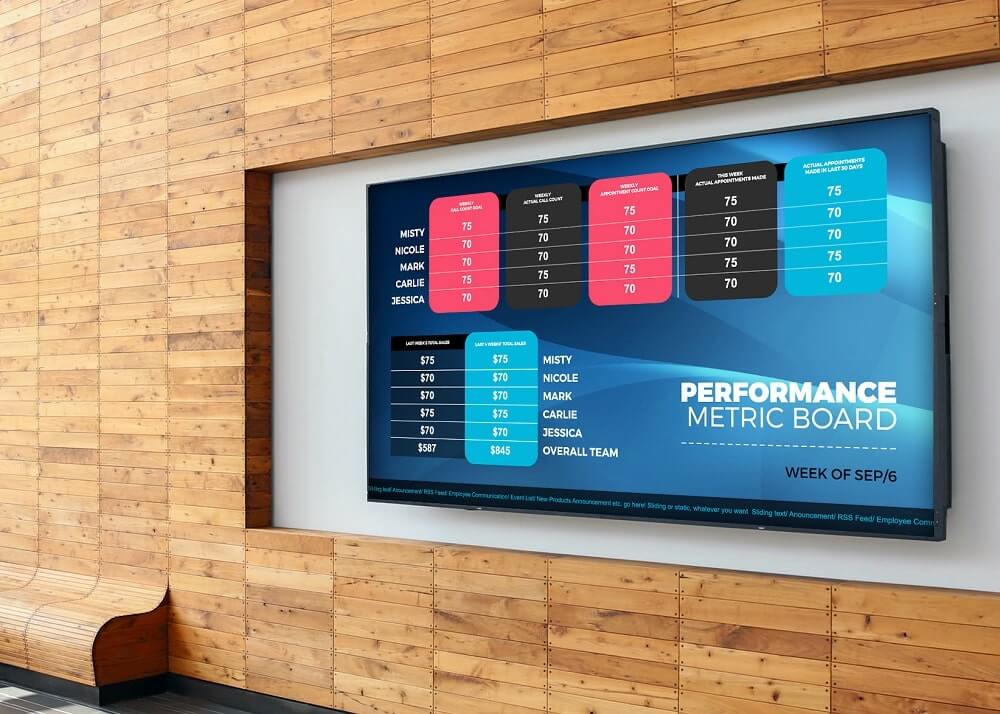 WEEKLY
CALL COUNT GOAL
WEEKLY
ACTUAL CALL COUNT
WEEKLY
APPOINTMENT COUNT GOAL
THIS WEEK
ACTUAL APPOINTMENTS MADE
ACTUAL APPOINTMENTS
MADE IN LAST 30 DAYS
MISTY 75 75 75 75 75
NICOLE 70 70 70 70 70
MARK 70 70 70 70 70
CARLIE 75 75 75 75 75
JESSICA 70 70 70 70 70
LAST WEEK'S TOTAL SALES LAST 4 WEEKS' TOTAL SALES
$75 $75 MISTY
$70 $70 NICOLE
$70 $70 MARK
$75 $75 CARLIE
$70 $70 JESSICA
$587 $845 OVERALL TEAM
PERFORMANCE
METRIC BOARD
WEEK OF SEP/6
Sliding text/ Anouncement/ RSS Feed/ Employee Communication/ Event List/ New Products Announcement etc. go here! Sliding or static, whatever you want Sliding text/ Anouncement/ RSS Feed/ Employee Comm